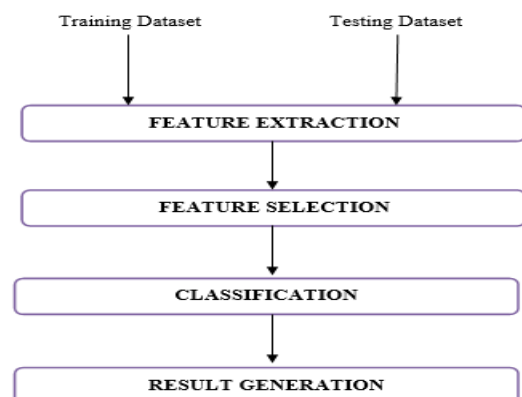 Training Dataset
Testing Dataset
FEATURE EXTRACTION
FEATURE SELECTION
CLASSIFICATION
RESULT GENERATION